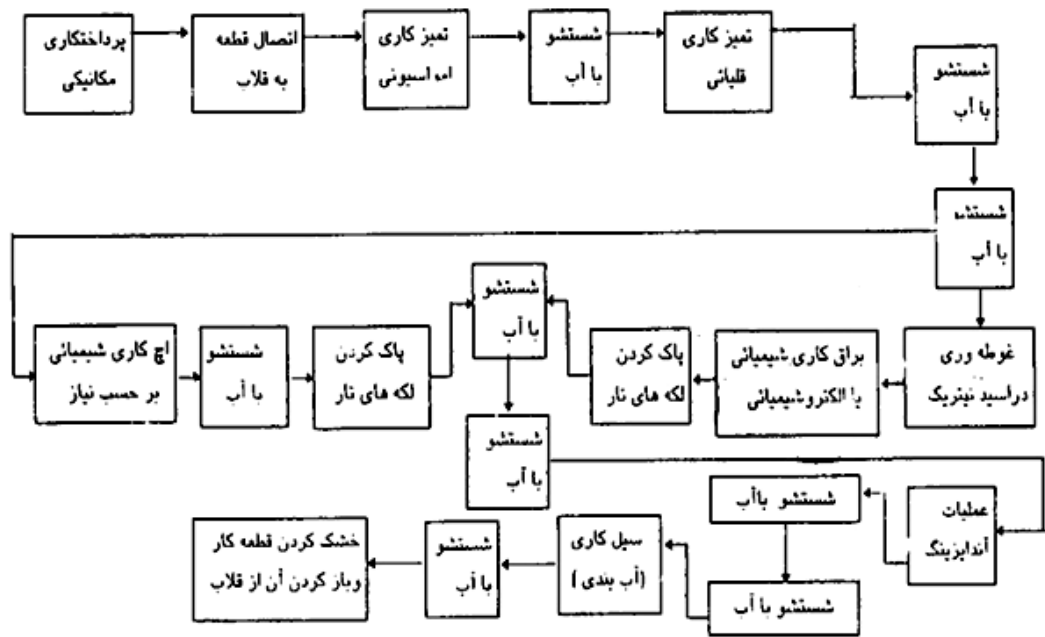 پرداختکاری
مکانیکی
اتصال قطعه
به قلاب
تمیز کاری
امولسیونی
شستشو
با آب
تمیز کاری
قلیائی
شستشو
با آب
شستشو
با آب
غوطه وری
دراسید نیتریک
براق کاری شیمیائی
یا الکتروشیمیائی
پاک کردن
لکه های تار
شستشو
با آب
اچ کاری شیمیائی
بر حسب نیاز
شستشو
با آب
پاک کردن
لکه های تار
شستشو
با آب
عملیات
آندایزینگ
شستشو باآب
شستشو با آب
سیل کاری
(آب بندی)
شستشو
با آب
خشک کردن قطعه کار
وباز کردن آن از قلاب